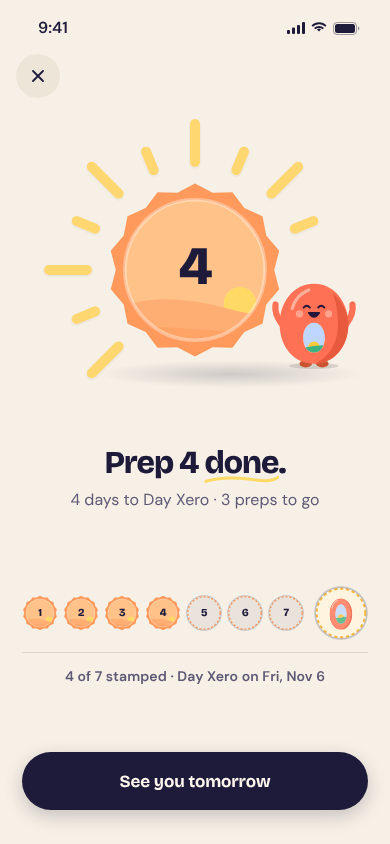 9:41
4
Prep 4 done.
4 days to Day Xero · 3 preps to go
1 2 3 4 5 6 7
4 of 7 stamped · Day Xero on Fri, Nov 6
See you tomorrow